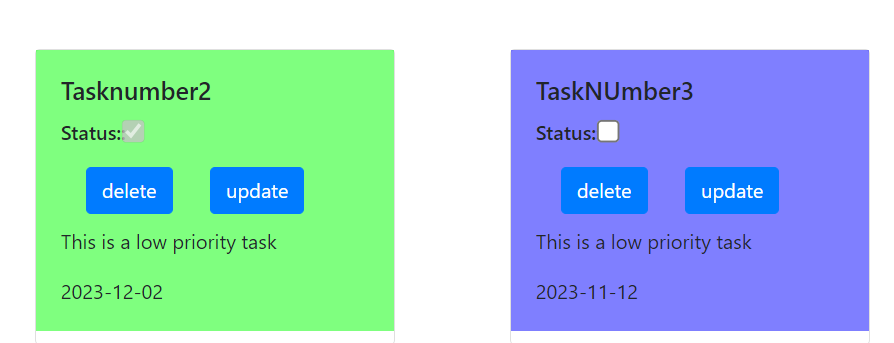 Tasknumber2
Status:
delete update
This is a low priority task
2023-12-02
TaskNUmber3
Status:
delete update
This is a low priority task
2023-11-12